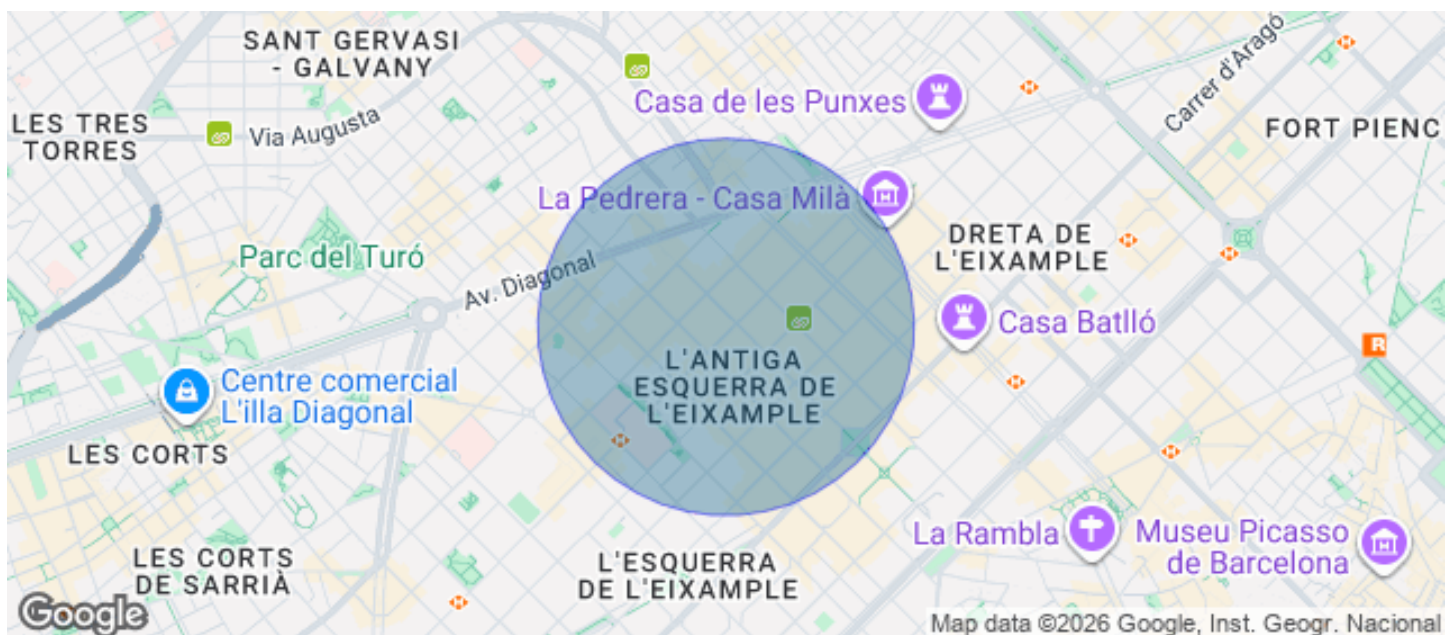 SANT GERVASI
- GALVANY
Carrer d'Aragó
LES TRES
TORRES
Via Augusta
Casa de les Punxes
FORT PIENC
La Pedrera - Casa Milà
Parc del Turó
DRETA DE
L'EIXAMPLE
Av. Diagonal
Casa Batlló
L'ANTIGA
ESQUERRA DE
L'EIXAMPLE
R
Centre comercial
L'illa Diagonal
LES CORTS
La Rambla
Museu Picasso
de Barcelona
LES CORTS
DE SARRIÀ
L'ESQUERRA
DE L'EIXAMPLE
Google
Map data ©2026 Google, Inst. Geogr. Nacional